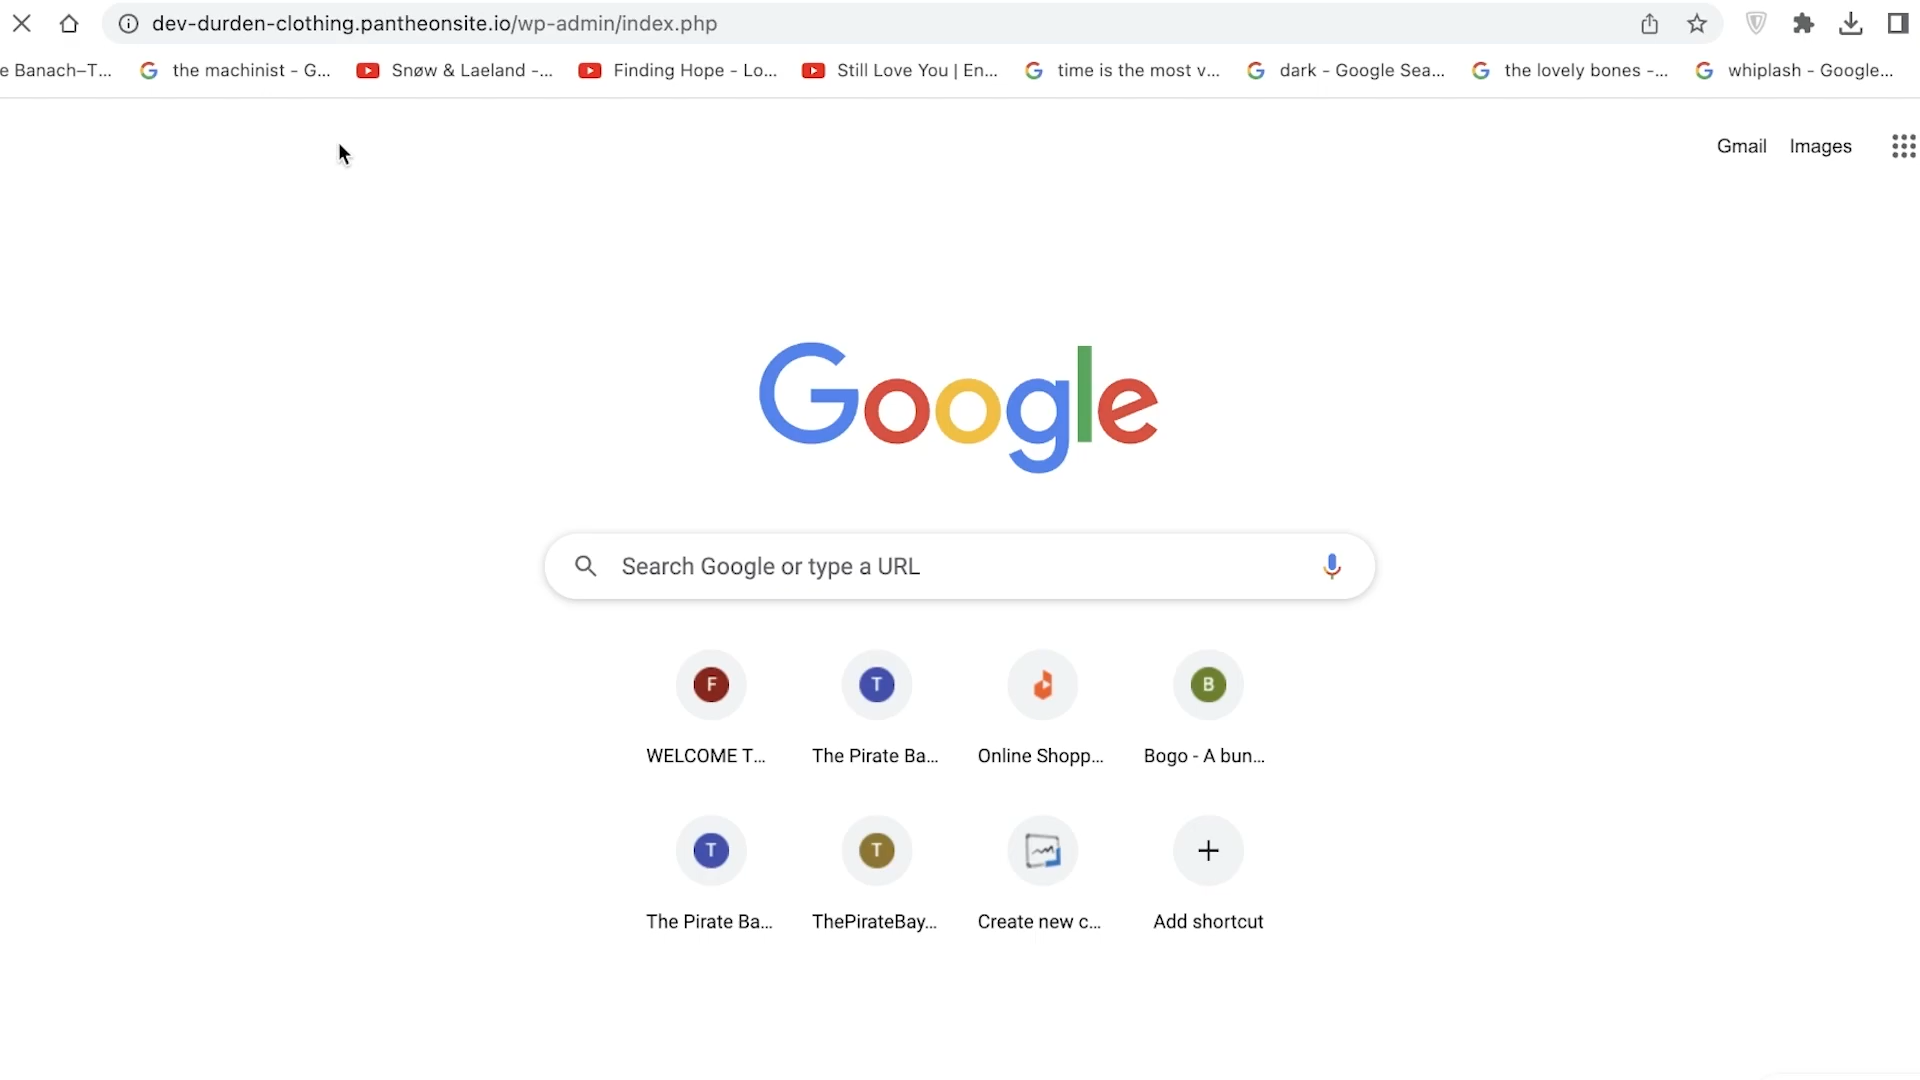 dev-durden-clothing.pantheonsite.io/wp-admin/index.php
e Banach-T... the machinist - G... Snøw & Laeland -... Finding Hope - Lo... Still Love You | En... time is the most v... dark - Google Sea... the lovely bones -... whiplash - Google...
Gmail Images
Google
Search Google or type a URL
F T B
WELCOME T... The Pirate Ba... Online Shopp... Bogo - A bun...
T T
The Pirate Ba... ThePirateBay... Create new c... Add shortcut